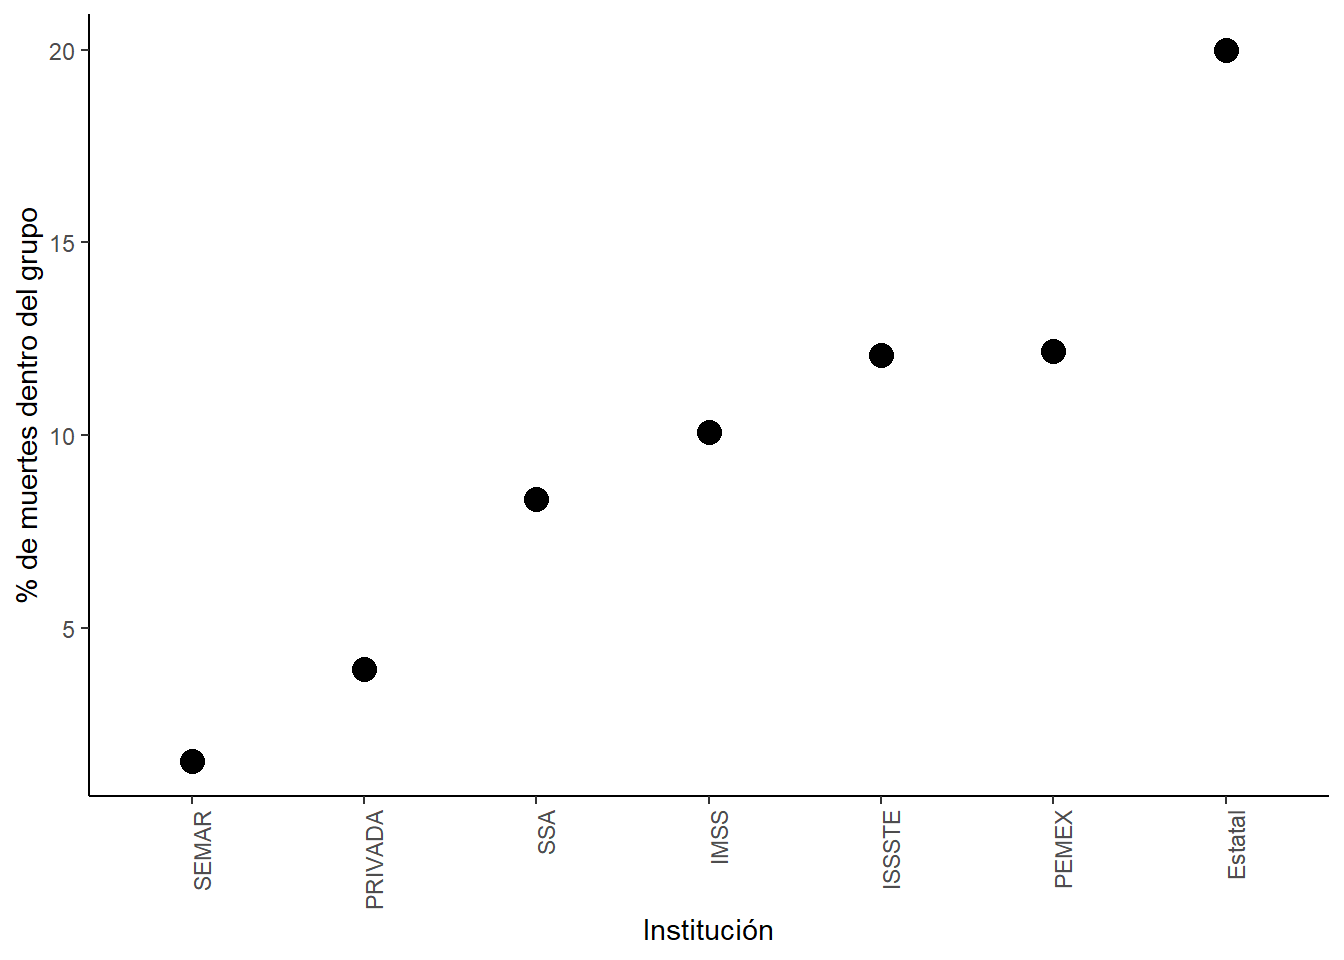 % de muertes dentro del grupo
20
15
10
5
SEMAR
PRIVADA
SSA
IMSS
ISSSTE
PEMEX
Estatal
Institución